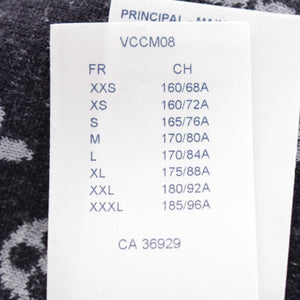 PRINCIPAL - MAIN
VCCM08
FR CH
XXS 160/68A
XS 160/72A
S 165/76A
M 170/80A
L 170/84A
XL 175/88A
XXL 180/92A
XXXL 185/96A
CA 36929